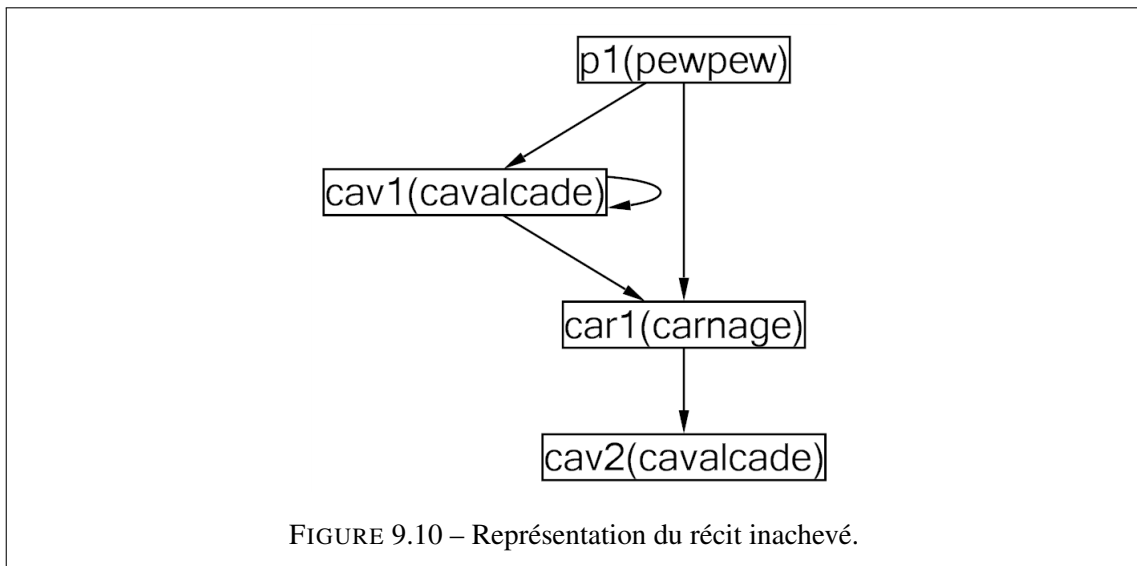 p1(pewpew)
cav1(cavalcade)
car1(carnage)
cav2(cavalcade)
FIGURE 9.10 – Représentation du récit inachevé.